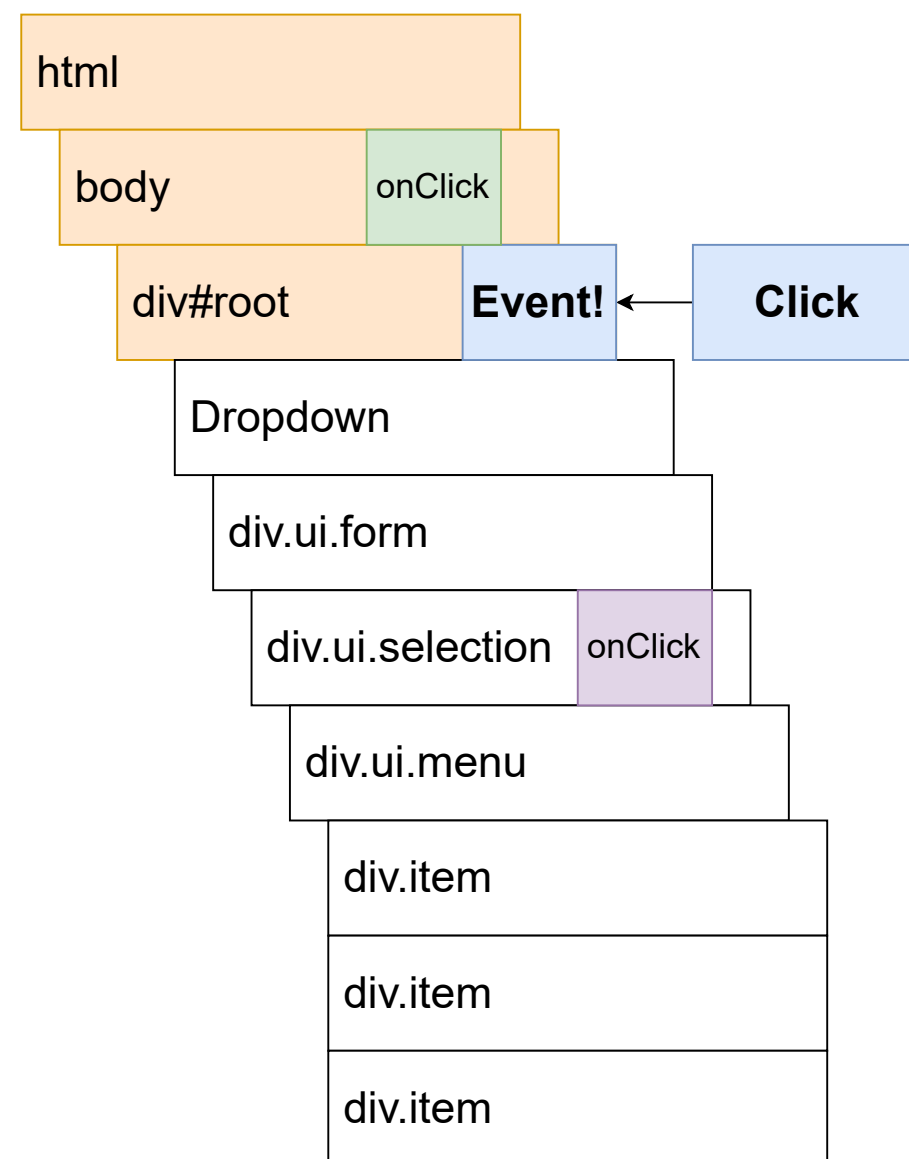 html
body
onClick
div#root
Event!
Click
Dropdown
div.ui.form
div.ui.selection
onClick
div.ui.menu
div.item
div.item
div.item